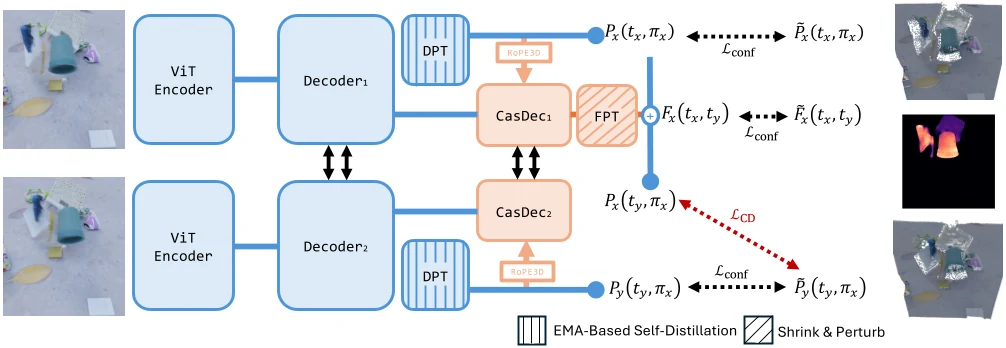 ViT
Encoder
Decoder₁
DPT
RoPE3D
CasDec₁
FPT
+
Pₓ(tₓ, πₓ)
ℒconf
P̃ₓ(tₓ, πₓ)
Fₓ(tₓ, t_y)
ℒconf
F̃ₓ(tₓ, t_y)
Pₓ(t_y, πₓ)
ℒCD
ViT
Encoder
Decoder₂
DPT
RoPE3D
CasDec₂
P_y(t_y, πₓ)
ℒconf
P̃_y(t_y, πₓ)
EMA-Based Self-Distillation
Shrink & Perturb